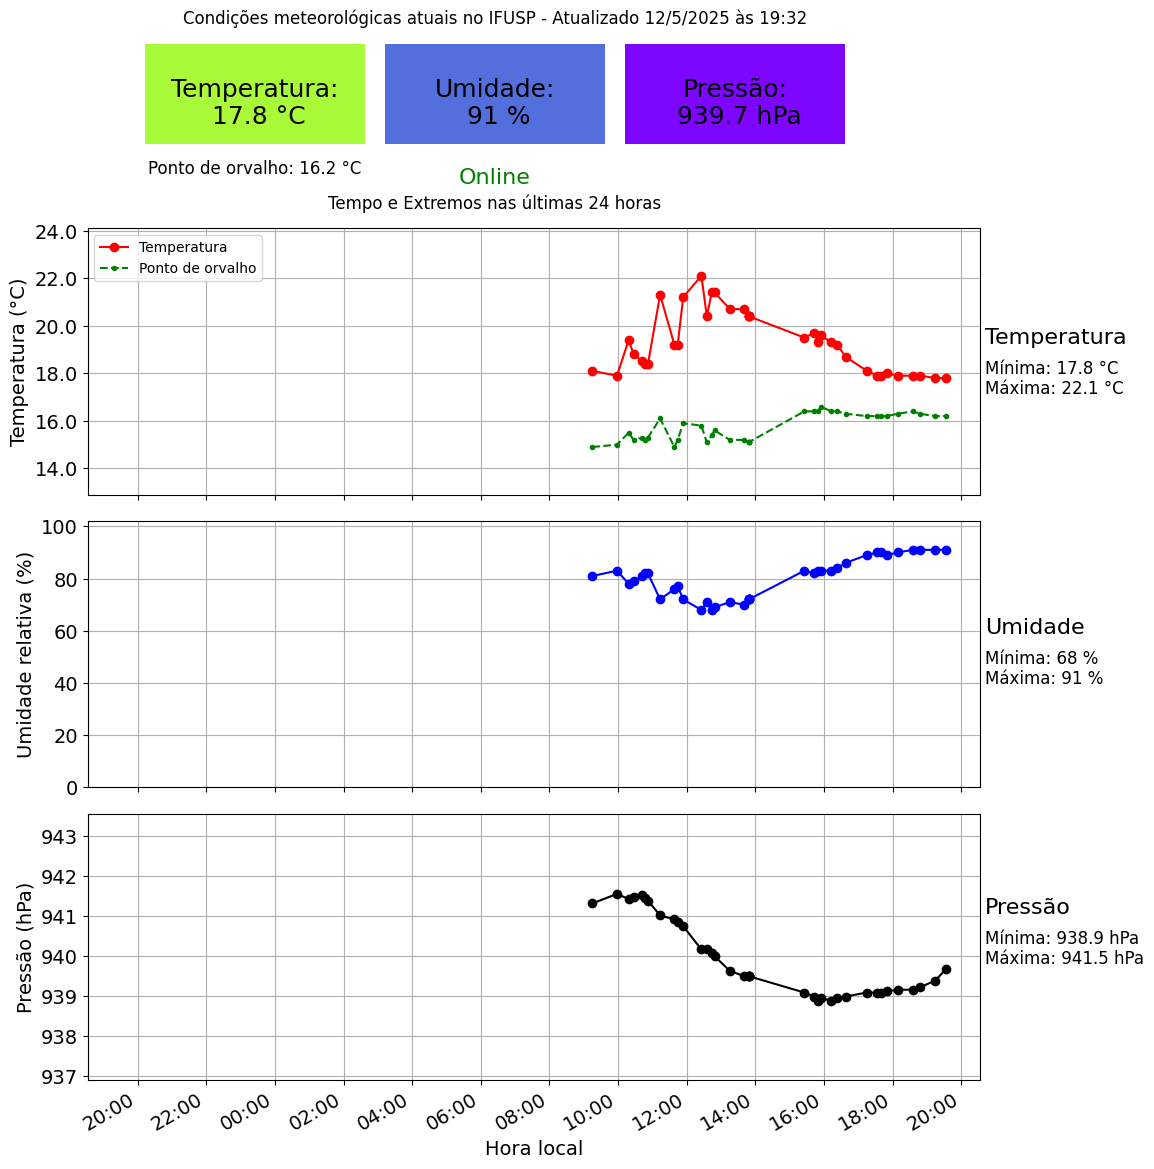 Condições meteorológicas atuais no IFUSP - Atualizado 12/5/2025 às 19:32
Temperatura:
17.8 °C
Umidade:
91 %
Pressão:
939.7 hPa
Ponto de orvalho: 16.2 °C
Online
Tempo e Extremos nas últimas 24 horas
Temperatura (°C)
24.0
22.0
20.0
18.0
16.0
14.0
Temperatura
Ponto de orvalho
Temperatura
Mínima: 17.8 °C
Máxima: 22.1 °C
Umidade relativa (%)
100
80
60
40
20
0
Umidade
Mínima: 68 %
Máxima: 91 %
Pressão (hPa)
943
942
941
940
939
938
937
Pressão
Mínima: 938.9 hPa
Máxima: 941.5 hPa
20:00
22:00
00:00
02:00
04:00
06:00
08:00
10:00
12:00
14:00
16:00
18:00
20:00
Hora local